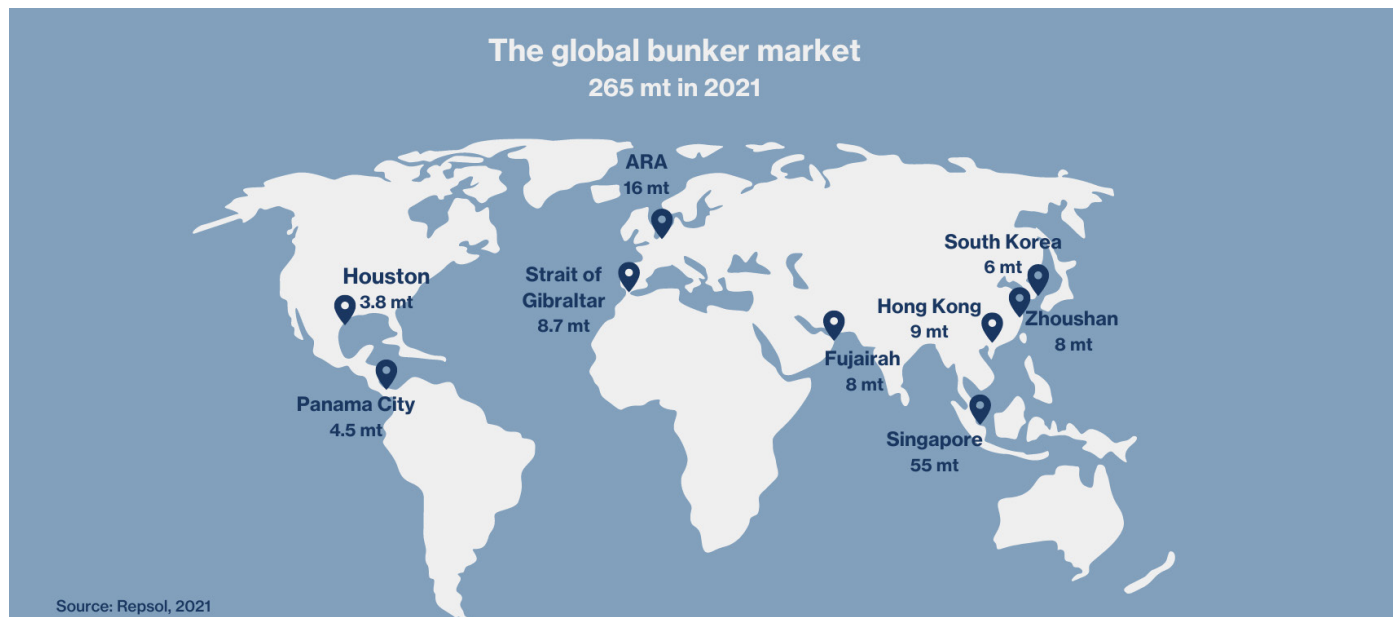 The global bunker market
265 mt in 2021
ARA
16 mt
South Korea
6 mt
Houston
3.8 mt
Strait of
Gibraltar
8.7 mt
Hong Kong
9 mt
Zhoushan
8 mt
Fujairah
8 mt
Panama City
4.5 mt
Singapore
55 mt
Source: Repsol, 2021